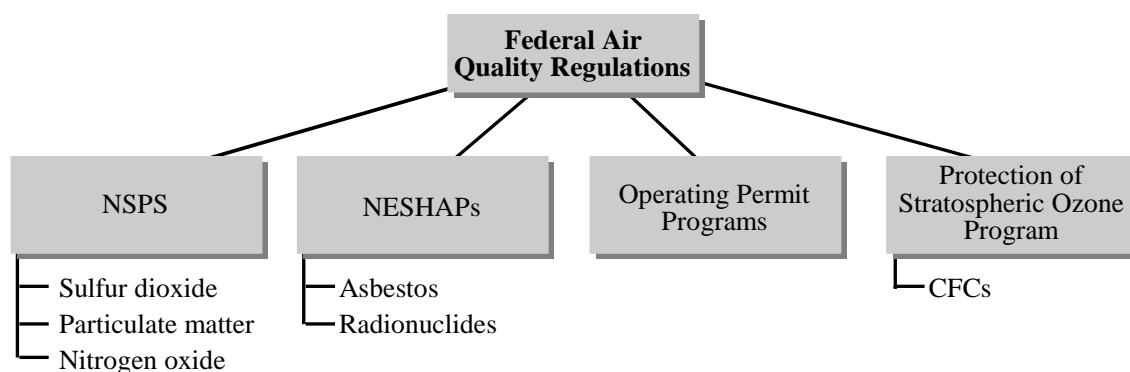 Federal Air
Quality Regulations
NSPS
Sulfur dioxide
Particulate matter
Nitrogen oxide
NESHAPs
Asbestos
Radionuclides
Operating Permit
Programs
Protection of
Stratospheric Ozone
Program
CFCs